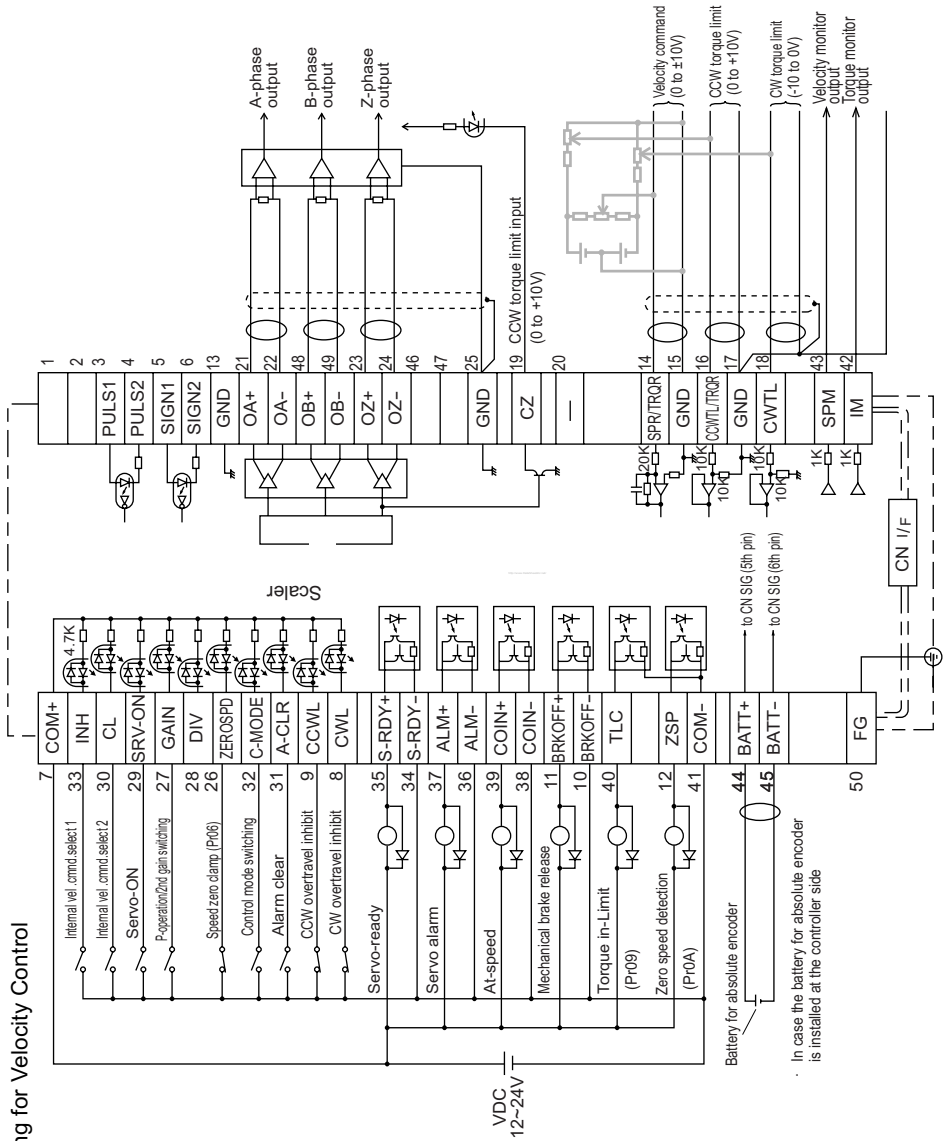 ng for Velocity Control
COM+
INH
CL
SRV-ON
GAIN
DIV
ZEROSPD
C-MODE
A-CLR
CCWL
CWL
S-RDY+
S-RDY−
ALM+
ALM−
COIN+
COIN−
BRKOFF+
BRKOFF−
TLC
ZSP
COM−
BATT+
BATT−
FG
7
33
30
29
27
28
26
32
31
9
8
35
34
37
36
39
38
11
10
40
12
41
44
45
50
4.7K
Internal vel.cmnd.select 1
Internal vel.cmnd.select 2
Servo-ON
P-operation/2nd gain switching
Speed zero clamp (Pr06)
Control mode switching
Alarm clear
CCW overtravel inhibit
CW overtravel inhibit
Servo-ready
Servo alarm
At-speed
Mechanical brake release
Torque in-Limit
(Pr09)
Zero speed detection
(Pr0A)
VDC
12~24V
Battery for absolute encoder
· In case the battery for absolute encoder
is installed at the controller side
to CN SIG (5th pin)
to CN SIG (6th pin)
Scaler
CN I/F
1
2
3
4
5
6
13
21
22
48
49
23
24
46
47
25
19
20
14
15
16
17
18
43
42
PULS1
PULS2
SIGN1
SIGN2
GND
OA+
OA-
OB+
OB-
OZ+
OZ-
GND
CZ
—
SPR/TRQR
GND
CCWTL/TRQR
GND
CWTL
SPM
IM
20K
10K
10K
10K
10K
1K
1K
A-phase
output
B-phase
output
Z-phase
output
CCW torque limit input
(0 to +10V)
Velocity command
(0 to ±10V)
CCW torque limit
(0 to +10V)
CW torque limit
(-10 to 0V)
Velocity monitor
output
Torque monitor
output